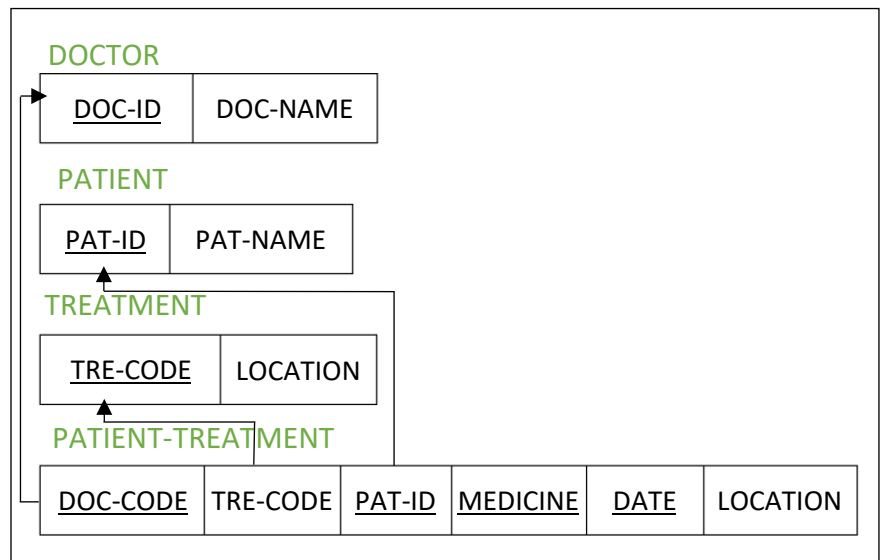 DOCTOR
DOC-ID DOC-NAME
PATIENT
PAT-ID PAT-NAME
TREATMENT
TRE-CODE LOCATION
PATIENT-TREATMENT
DOC-CODE TRE-CODE PAT-ID MEDICINE DATE LOCATION